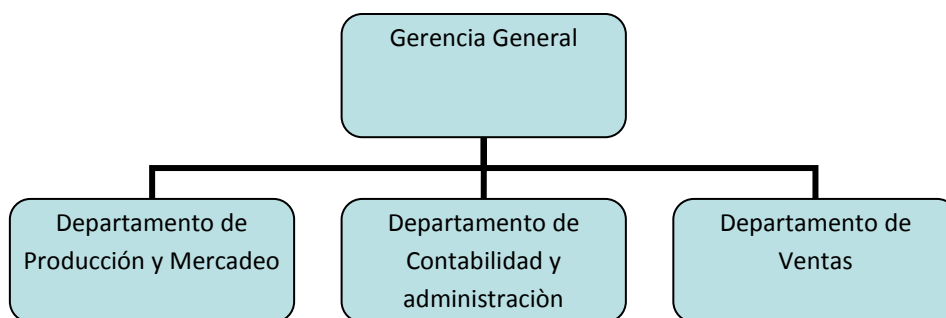 Gerencia General
Departamento de
Producción y Mercadeo
Departamento de
Contabilidad y
administraciòn
Departamento de
Ventas